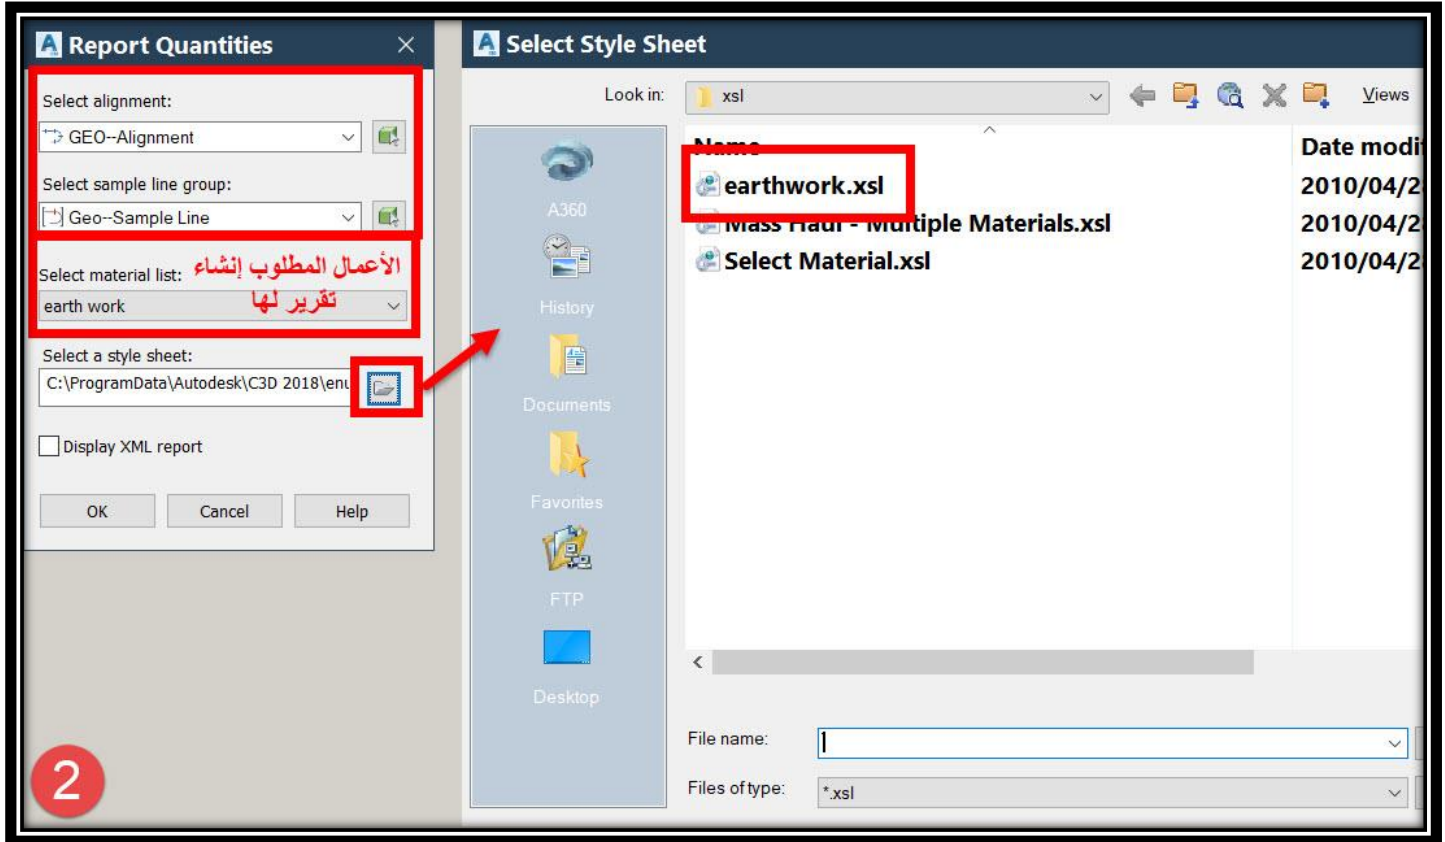 Report Quantities
Select alignment:
GEO--Alignment
Select sample line group:
Geo--Sample Line
Select material list:
الأعمال المطلوب إنشاء
تقرير لها
earth work
Select a style sheet:
C:\ProgramData\Autodesk\C3D 2018\enu
Display XML report
OK
Cancel
Help
2
Select Style Sheet
Look in:
xsl
Views
A360
History
Documents
Favorites
FTP
Desktop
Name
Date modif
earthwork.xsl
2010/04/2
Mass Haul - Multiple Materials.xsl
2010/04/2
Select Material.xsl
2010/04/2
File name:
Files of type:
*.xsl